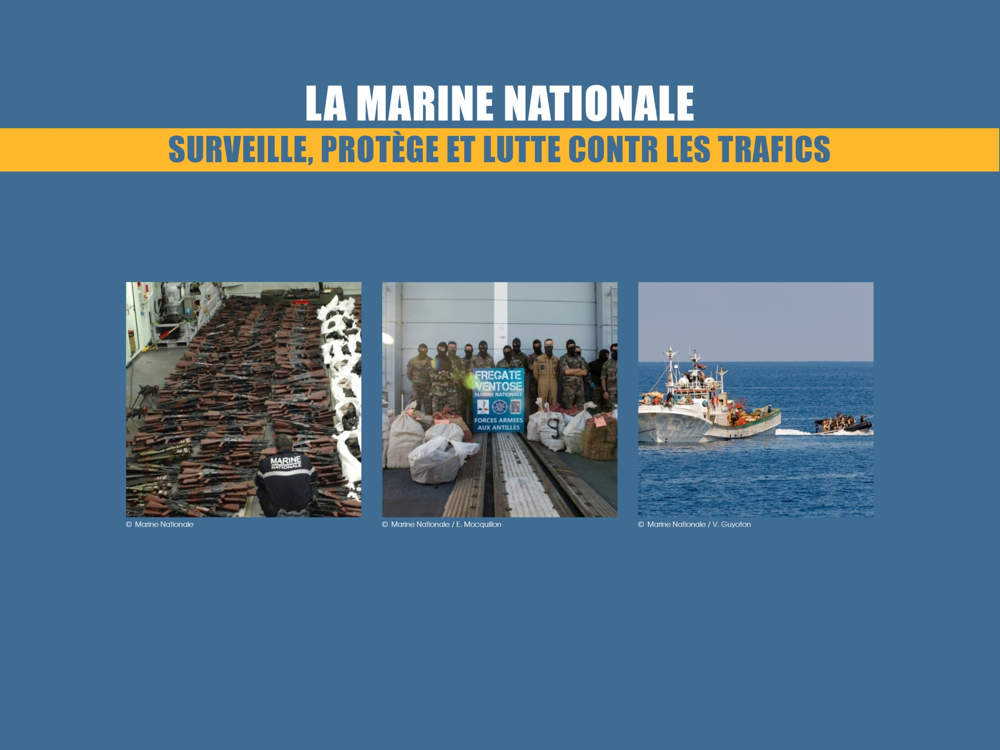 LA MARINE NATIONALE
SURVEILLE, PROTÈGE ET LUTTE CONTR LES TRAFICS
MARINE
NATIONALE
FREGATE
VENTOSE
MARINE NATIONALE
FORCES ARMEES
AUX ANTILLES
9
© Marine Nationale
© Marine Nationale / E. Mocquillon
© Marine Nationale / V. Guyoton